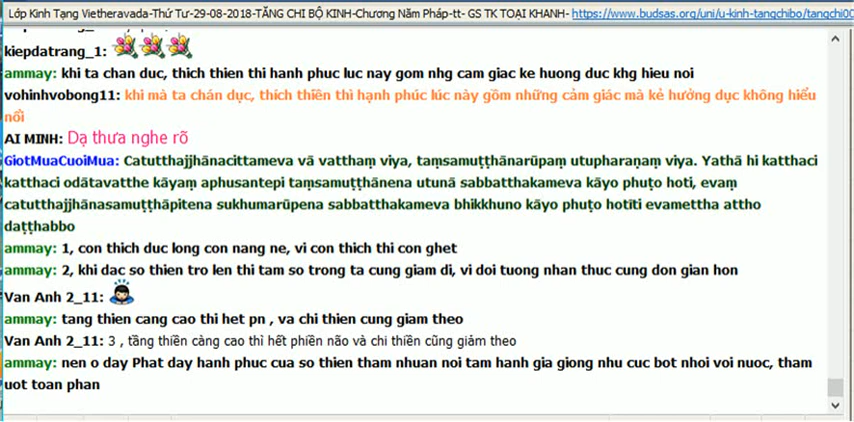 Lớp Kinh Tạng Vietheravada-Thứ Tư-29-08-2018-TĂNG CHI BỘ KINH-Chương Năm Pháp-tt- GS TK TOẠI KHANH- https://www.budsas.org/uni/u-kinh-tangchibo/tangchi0
kiepdatrang_1:
ammay: khi ta chan duc, thich thien thi hanh phuc luc nay gom nhg cam giac ke huong duc khg hieu noi
vohinhvobong11: khi mà ta chán dục, thích thiền thì hạnh phúc lúc này gồm những cảm giác mà kẻ hưởng dục không hiểu
nổi
AI MINH: Dạ thưa nghe rõ
GiotMuaCuoiMua: Catutthajjhānacittameva vā vatthaṃ viya, taṃsamuṭṭhānarūpaṃ utupharaṇaṃ viya. Yathā hi katthaci
katthaci odātavatthe kāyaṃ aphusantepi taṃsamuṭṭhānena utunā sabbatthakameva kāyo phuṭo hoti, evaṃ
catutthajjhānasamuṭṭhāpitena sukhumarūpena sabbatthakameva bhikkhuno kāyo phuṭo hotīti evamettha attho
daṭṭhabbo
ammay: 1, con thich duc long con nang ne, vi con thich thi con ghet
ammay: 2, khi dac so thien tro len thi tam so trong ta cung giam di, vi doi tuong nhan thuc cung don gian hon
Van Anh 2_11:
ammay: tang thien cang cao thi het pn , va chi thien cung giam theo
Van Anh 2_11: 3 , tầng thiền càng cao thì hết phiền não và chi thiền cũng giảm theo
ammay: nen o day Phat day hanh phuc cua so thien tham nhuan noi tam hanh gia giong nhu cuc bot nhoi voi nuoc, tham
uot toan phan